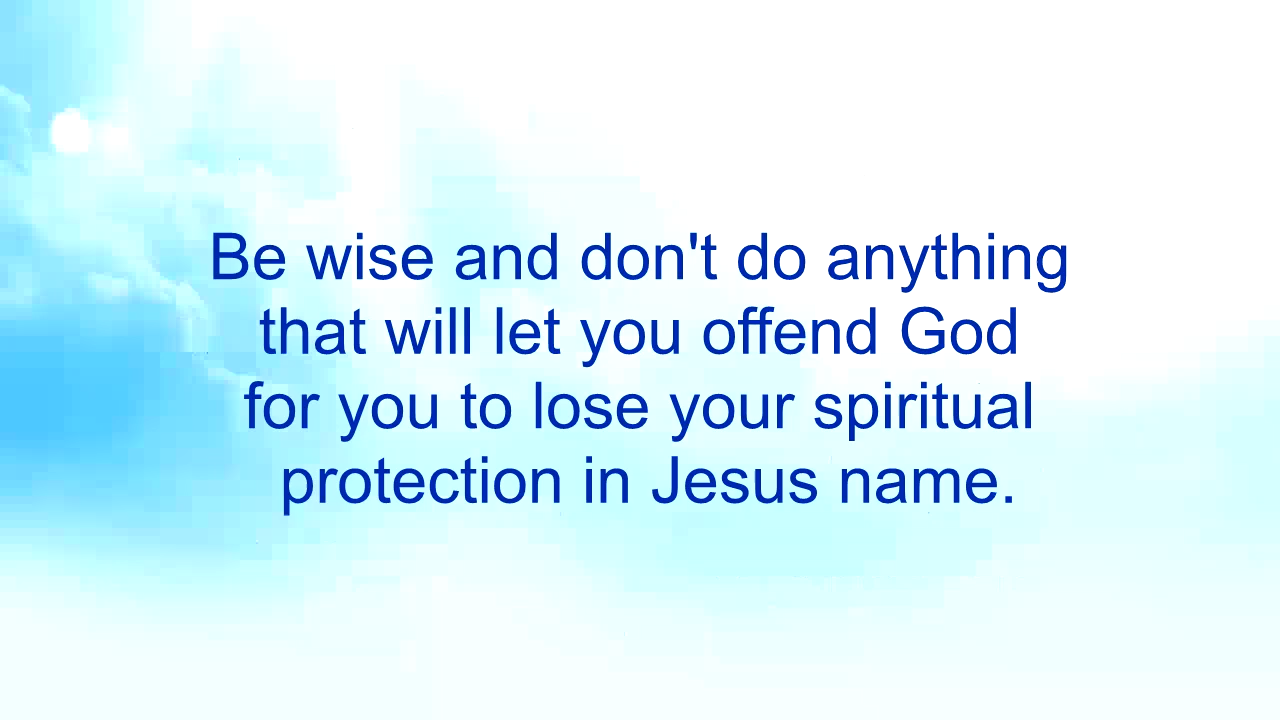 Be wise and don't do anything
that will let you offend God
for you to lose your spiritual
protection in Jesus name.